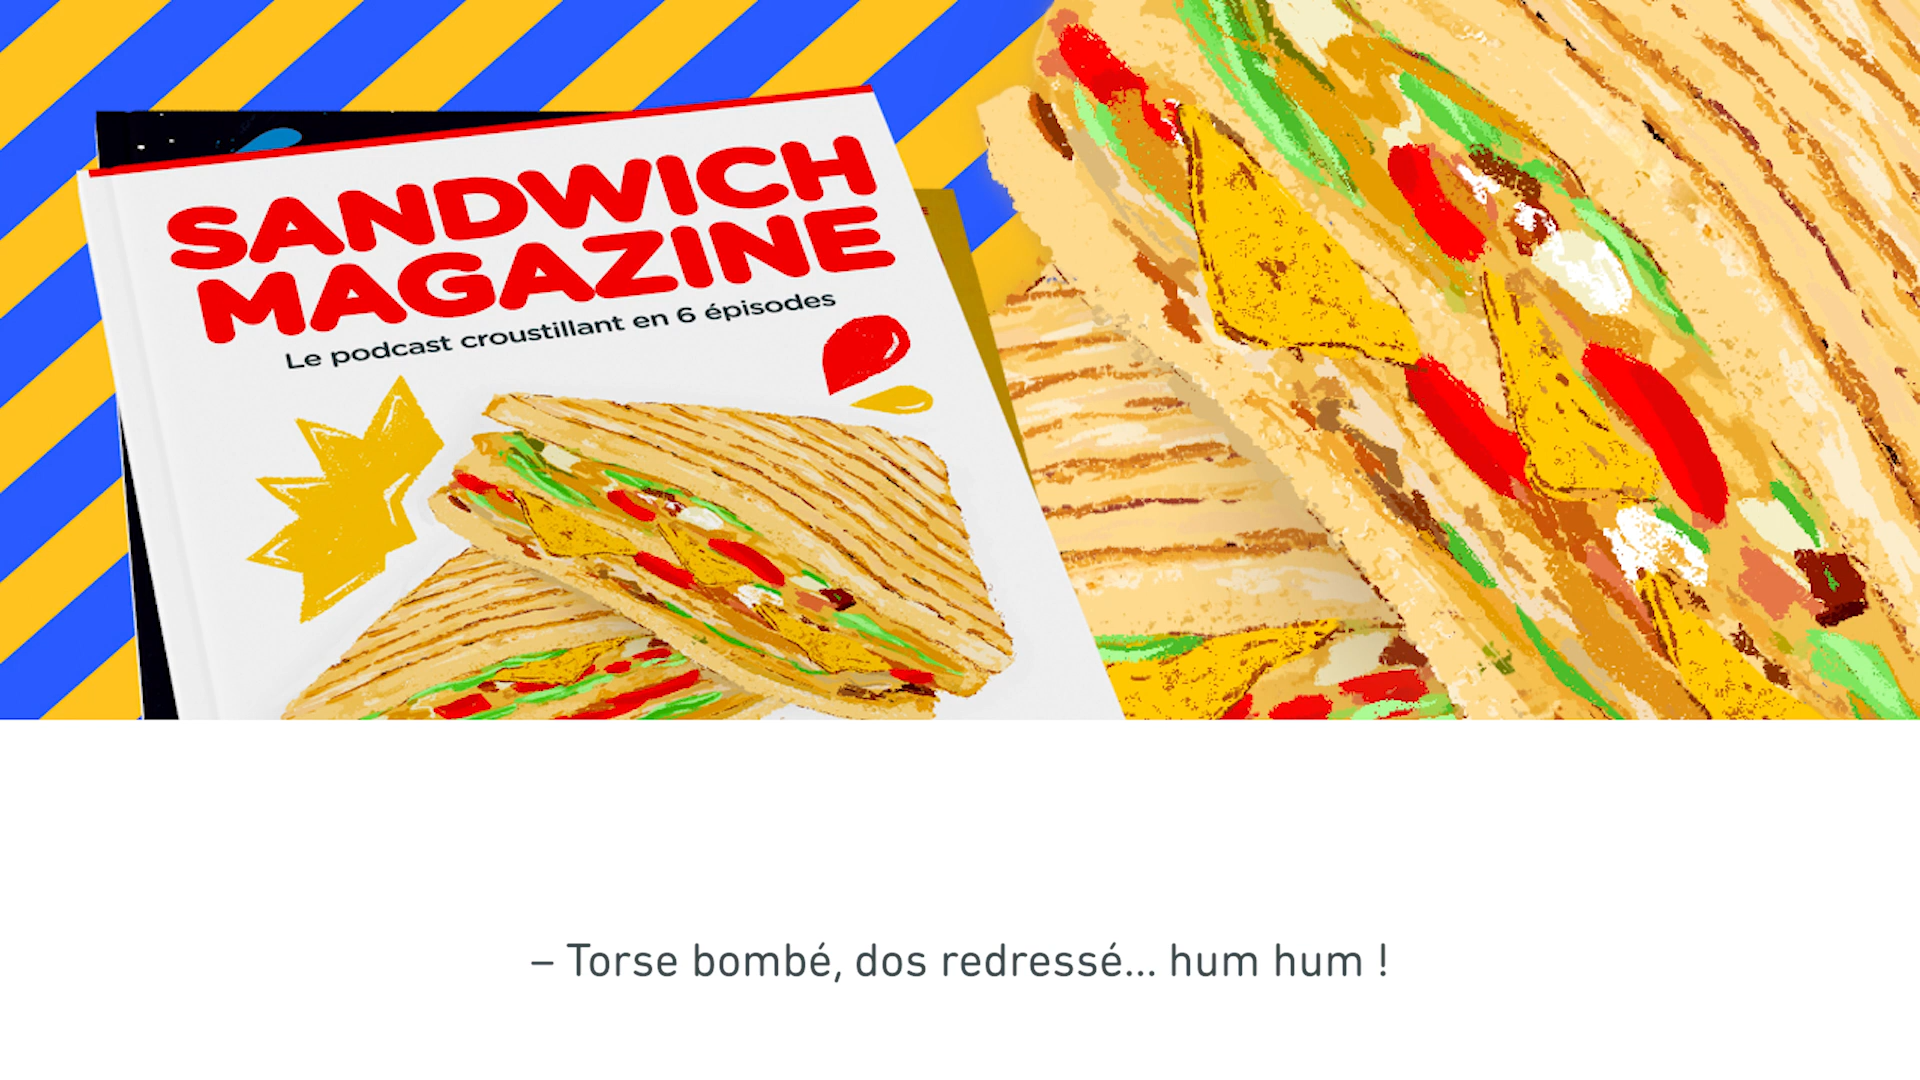 SANDWICH
MAGAZINE
Le podcast croustillant en 6 épisodes
– Torse bombé, dos redressé... hum hum !